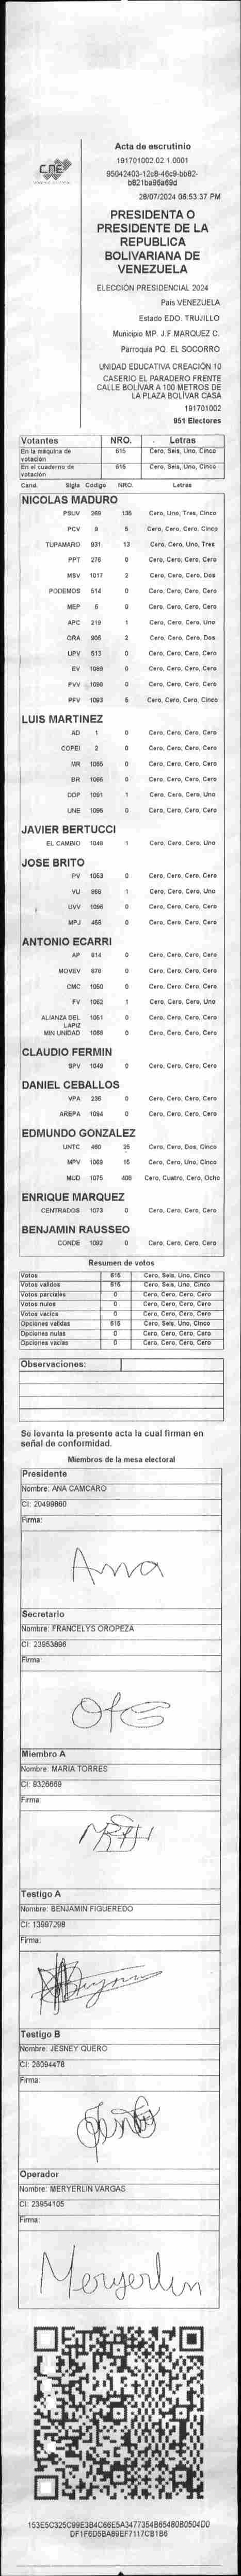 CNE
Acta de escrutinio
191701002.02.1.0001
95042403-12c8-46c9-bb82-
b821ba96a69d
28/07/2024 06:53:37 PM
PRESIDENTA O
PRESIDENTE DE LA
REPUBLICA
BOLIVARIANA DE
VENEZUELA
ELECCIÓN PRESIDENCIAL 2024
País VENEZUELA
Estado EDO. TRUJILLO
Municipio MP. J.F.MARQUEZ C.
Parroquia PQ. EL SOCORRO
UNIDAD EDUCATIVA CREACIÓN 10
CASERIO EL PARADERO FRENTE
CALLE BOLÍVAR A 100 METROS DE
LA PLAZA BOLÍVAR CASA
191701002
951 Electores
Votantes NRO. Letras
En la máquina de votación 615 Cero, Seis, Uno, Cinco
En el cuaderno de votación 615 Cero, Seis, Uno, Cinco
Cand. Sigla Código NRO. Letras
NICOLAS MADURO
PSUV 269 135 Cero, Uno, Tres, Cinco
PCV 9 5 Cero, Cero, Cero, Cinco
TUPAMARO 931 13 Cero, Cero, Uno, Tres
PPT 275 0 Cero, Cero, Cero, Cero
MSV 1017 2 Cero, Cero, Cero, Dos
PODEMOS 514 0 Cero, Cero, Cero, Cero
MEP 6 0 Cero, Cero, Cero, Cero
APC 219 1 Cero, Cero, Cero, Uno
ORA 906 2 Cero, Cero, Cero, Dos
UPV 513 0 Cero, Cero, Cero, Cero
EV 1089 0 Cero, Cero, Cero, Cero
PVV 1090 0 Cero, Cero, Cero, Cero
PFV 1093 5 Cero, Cero, Cero, Cinco
LUIS MARTINEZ
AD 1 0 Cero, Cero, Cero, Cero
COPEI 2 0 Cero, Cero, Cero, Cero
MR 1055 0 Cero, Cero, Cero, Cero
BR 1066 0 Cero, Cero, Cero, Cero
DDP 1091 1 Cero, Cero, Cero, Uno
UNE 1095 0 Cero, Cero, Cero, Cero
JAVIER BERTUCCI
EL CAMBIO 1048 1 Cero, Cero, Cero, Uno
JOSE BRITO
PV 1053 0 Cero, Cero, Cero, Cero
VU 958 1 Cero, Cero, Cero, Uno
UVV 1096 0 Cero, Cero, Cero, Cero
MPJ 455 0 Cero, Cero, Cero, Cero
ANTONIO ECARRI
AP 914 0 Cero, Cero, Cero, Cero
MOVEV 978 0 Cero, Cero, Cero, Cero
CMC 1050 0 Cero, Cero, Cero, Cero
FV 1052 1 Cero, Cero, Cero, Uno
ALIANZA DEL LAPIZ 1051 0 Cero, Cero, Cero, Cero
MIN UNIDAD 1088 0 Cero, Cero, Cero, Cero
CLAUDIO FERMIN
SPV 1049 0 Cero, Cero, Cero, Cero
DANIEL CEBALLOS
VPA 236 0 Cero, Cero, Cero, Cero
AREPA 1094 0 Cero, Cero, Cero, Cero
EDMUNDO GONZALEZ
UNTC 460 25 Cero, Cero, Dos, Cinco
MPV 1069 15 Cero, Cero, Uno, Cinco
MUD 1075 408 Cero, Cuatro, Cero, Ocho
ENRIQUE MARQUEZ
CENTRADOS 1073 0 Cero, Cero, Cero, Cero
BENJAMIN RAUSSEO
CONDE 1092 0 Cero, Cero, Cero, Cero
Resumen de votos
Votos 615 Cero, Seis, Uno, Cinco
Votos válidos 615 Cero, Seis, Uno, Cinco
Votos parciales 0 Cero, Cero, Cero, Cero
Votos nulos 0 Cero, Cero, Cero, Cero
Votos vacíos 0 Cero, Cero, Cero, Cero
Opciones válidas 615 Cero, Seis, Uno, Cinco
Opciones nulas 0 Cero, Cero, Cero, Cero
Opciones vacías 0 Cero, Cero, Cero, Cero
Observaciones:
Se levanta la presente acta la cual firman en
señal de conformidad.
Miembros de la mesa electoral
Presidente
Nombre: ANA CAMCARO
CI: 20499860
Firma:
Ana
Secretario
Nombre: FRANCELYS OROPEZA
CI: 23953896
Firma:
Miembro A
Nombre: MARIA TORRES
CI: 9326669
Firma:
Testigo A
Nombre: BENJAMIN FIGUEREDO
CI: 13997298
Firma:
Testigo B
Nombre: JESNEY QUERO
CI: 26094478
Firma:
Operador
Nombre: MERYERLIN VARGAS
CI: 23954105
Firma:
Meryerlin
153E5C325C99E3B4C66E5A3477354B65480B0504D0
DF1F6D5BA89EF7117CB1B6